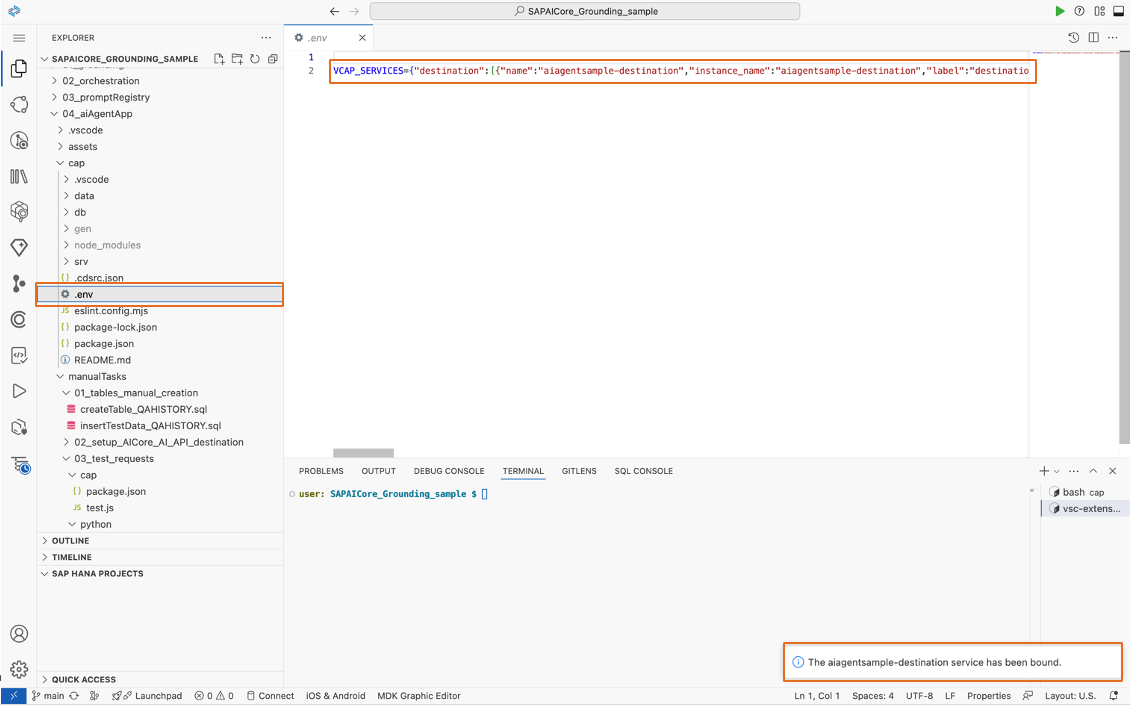 SAPAICore_Grounding_sample
EXPLORER
.env
SAPAICORE_GROUNDING_SAMPLE
02_orchestration
03_promptRegistry
04_aiAgentApp
.vscode
assets
cap
.vscode
data
db
gen
node_modules
srv
{} .cdsrc.json
.env
JS eslint.config.mjs
{} package-lock.json
{} package.json
README.md
manualTasks
01_tables_manual_creation
createTable_QAHISTORY.sql
insertTestData_QAHISTORY.sql
02_setup_AICore_AI_API_destination
03_test_requests
cap
{} package.json
JS test.js
python
OUTLINE
TIMELINE
SAP HANA PROJECTS
QUICK ACCESS
1
2 VCAP_SERVICES={"destination":[{"name":"aiagentsample-destination","instance_name":"aiagentsample-destination","label":"destinatio
PROBLEMS OUTPUT DEBUG CONSOLE TERMINAL GITLENS SQL CONSOLE
user: SAPAICore_Grounding_sample $
bash cap
vsc-extens...
The aiagentsample-destination service has been bound.
main Launchpad 0 0 Connect iOS & Android MDK Graphic Editor Ln 1, Col 1 Spaces: 4 UTF-8 LF Properties Layout: U.S.